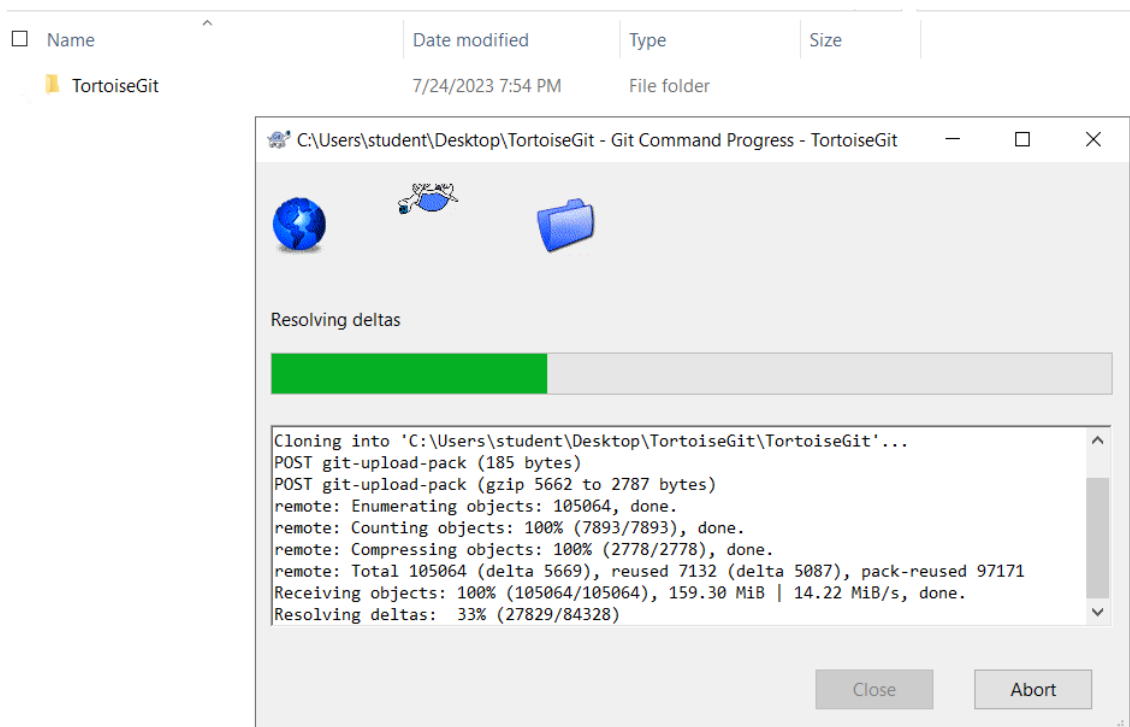 Name Date modified Type Size
TortoiseGit 7/24/2023 7:54 PM File folder
C:\Users\student\Desktop\TortoiseGit - Git Command Progress - TortoiseGit
Resolving deltas
Cloning into 'C:\Users\student\Desktop\TortoiseGit\TortoiseGit'...
POST git-upload-pack (185 bytes)
POST git-upload-pack (gzip 5662 to 2787 bytes)
remote: Enumerating objects: 105064, done.
remote: Counting objects: 100% (7893/7893), done.
remote: Compressing objects: 100% (2778/2778), done.
remote: Total 105064 (delta 5669), reused 7132 (delta 5087), pack-reused 97171
Receiving objects: 100% (105064/105064), 159.30 MiB | 14.22 MiB/s, done.
Resolving deltas:  33% (27829/84328)
Close Abort